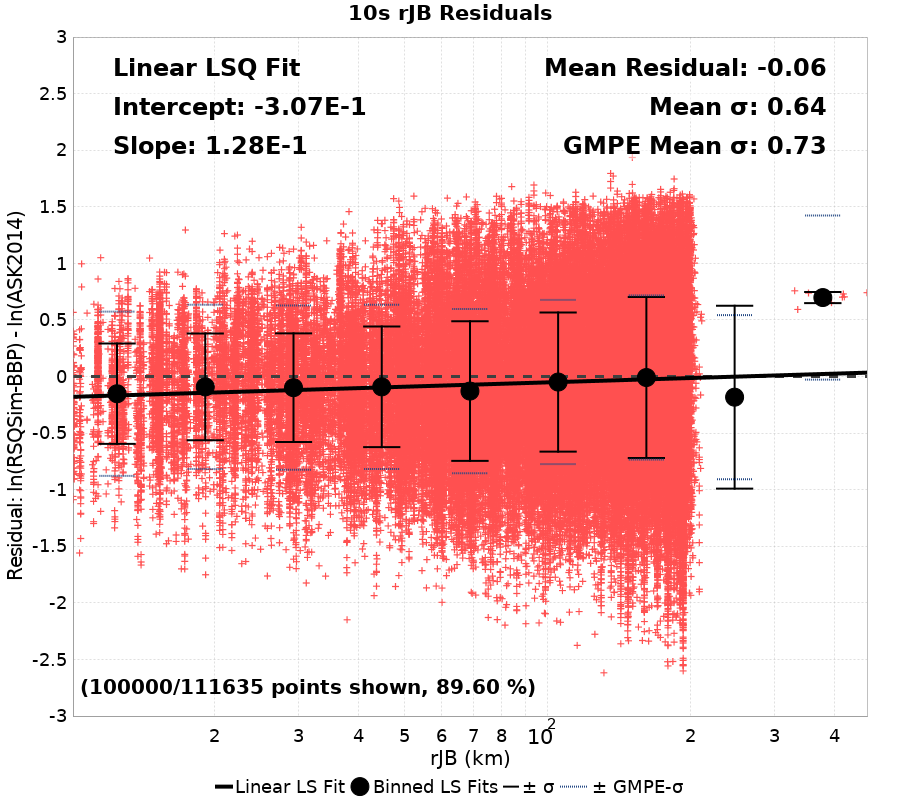 10s rJB Residuals
Linear LSQ Fit
Intercept: -3.07E-1
Slope: 1.28E-1
Mean Residual: -0.06
Mean σ: 0.64
GMPE Mean σ: 0.73
Residual: ln(RSQSim-BBP) - ln(ASK2014)
3
2.5
2
1.5
1
0.5
0
-0.5
-1
-1.5
-2
-2.5
-3
(100000/111635 points shown, 89.60 %)
2 3 4 5 6 7 8 10^2 2 3 4
rJB (km)
Linear LS Fit Binned LS Fits ± σ ± GMPE-σ